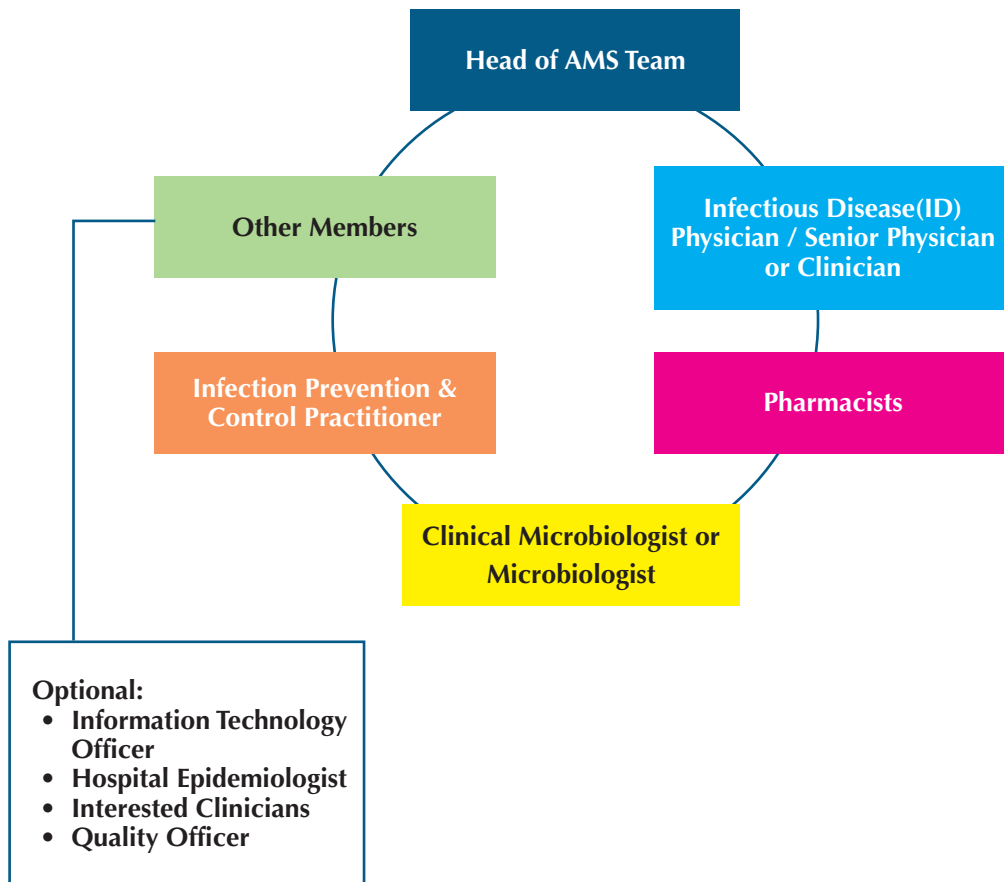 Head of AMS Team
Other Members
Infectious Disease(ID)
Physician / Senior Physician
or Clinician
Infection Prevention &
Control Practitioner
Pharmacists
Clinical Microbiologist or
Microbiologist
Optional:
• Information Technology
Officer
• Hospital Epidemiologist
• Interested Clinicians
• Quality Officer